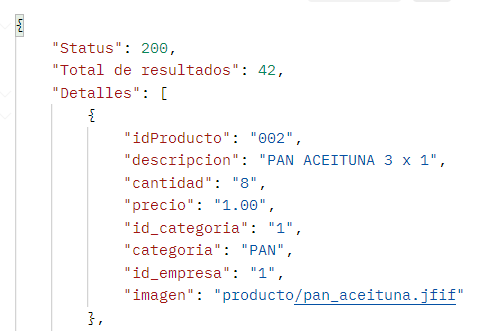 {
"Status": 200,
"Total de resultados": 42,
"Detalles": [
{
"idProducto": "002",
"descripcion": "PAN ACEITUNA 3 x 1",
"cantidad": "8",
"precio": "1.00",
"id_categoria": "1",
"categoria": "PAN",
"id_empresa": "1",
"imagen": "producto/pan_aceituna.jfif"
},